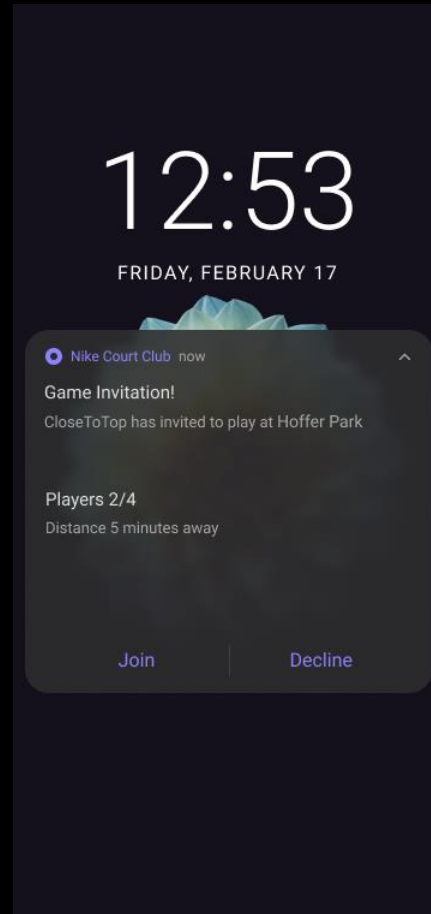 12:53
FRIDAY, FEBRUARY 17
Nike Court Club now
Game Invitation!
CloseToTop has invited to play at Hoffer Park
Players 2/4
Distance 5 minutes away
Join Decline